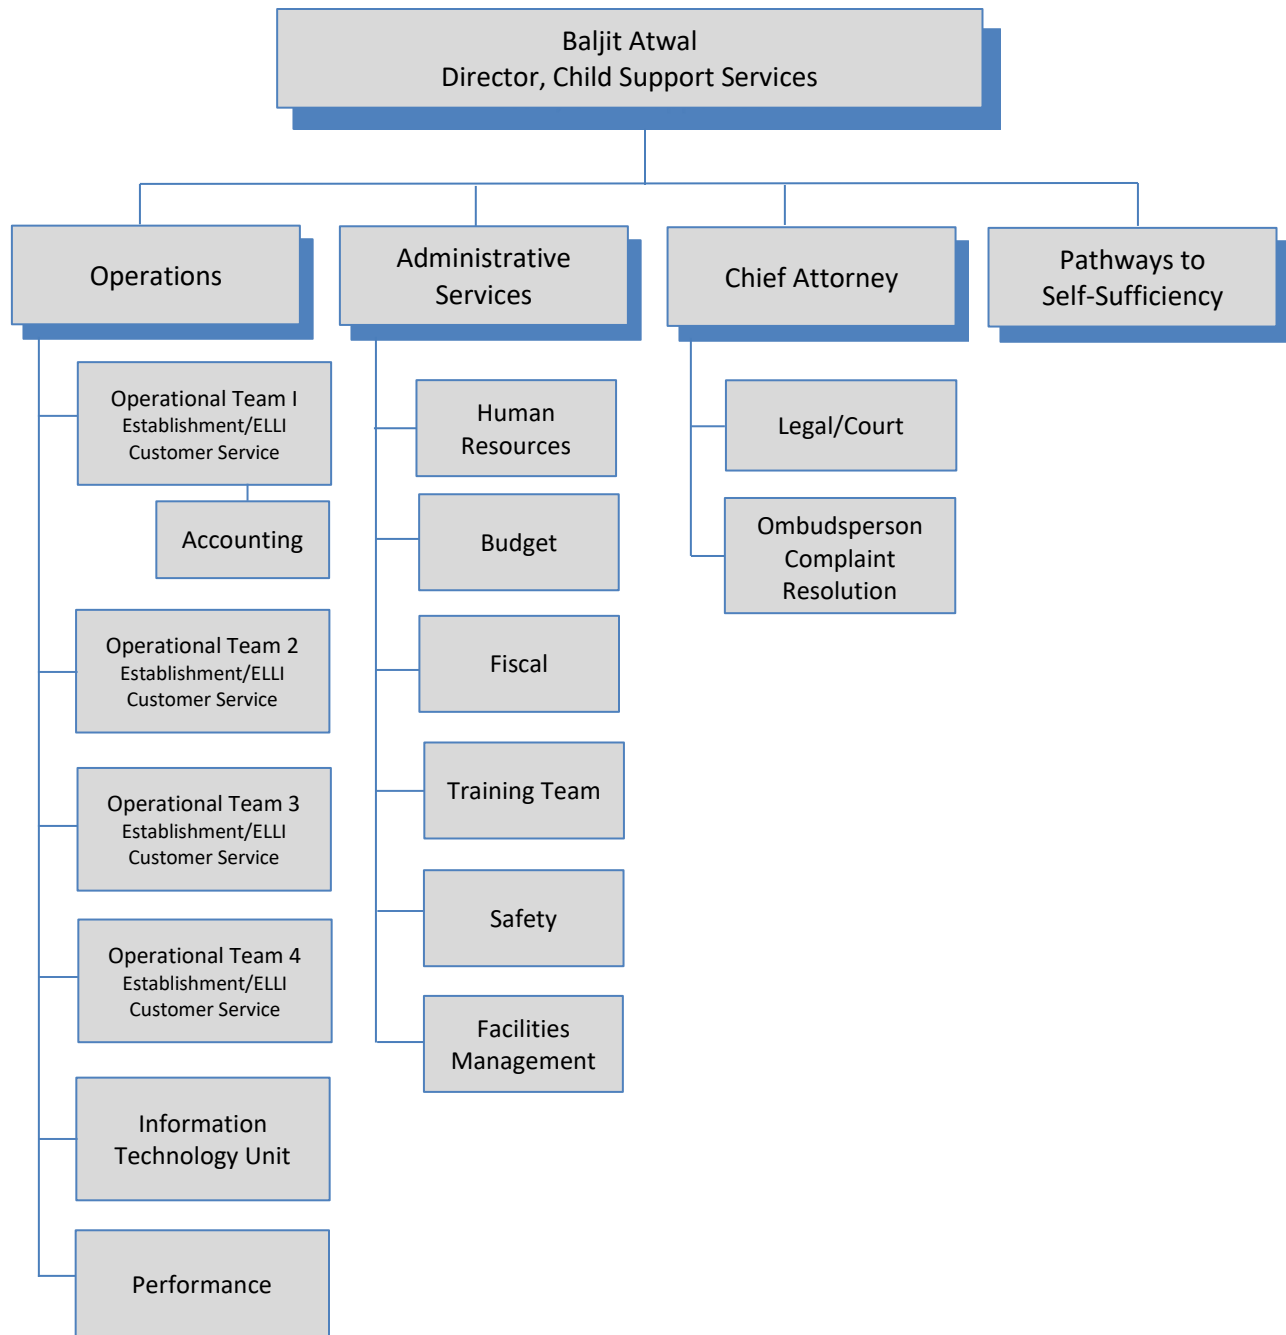 Baljit Atwal
Director, Child Support Services
Operations
Administrative
Services
Chief Attorney
Pathways to
Self-Sufficiency
Operational Team I
Establishment/ELLI
Customer Service
Accounting
Operational Team 2
Establishment/ELLI
Customer Service
Operational Team 3
Establishment/ELLI
Customer Service
Operational Team 4
Establishment/ELLI
Customer Service
Information
Technology Unit
Performance
Human
Resources
Budget
Fiscal
Training Team
Safety
Facilities
Management
Legal/Court
Ombudsperson
Complaint
Resolution